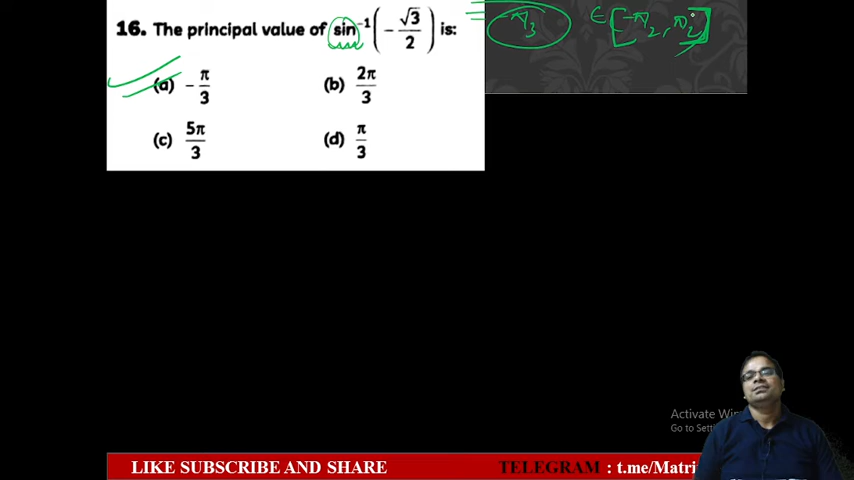 16. The principal value of sin⁻¹(-√3/2) is:
-π/3 ∈ [-π/2, π/2]
(a) -π/3 (b) 2π/3
(c) 5π/3 (d) π/3
Activate Win
Go to Setti
LIKE SUBSCRIBE AND SHARE TELEGRAM : t.me/Matri